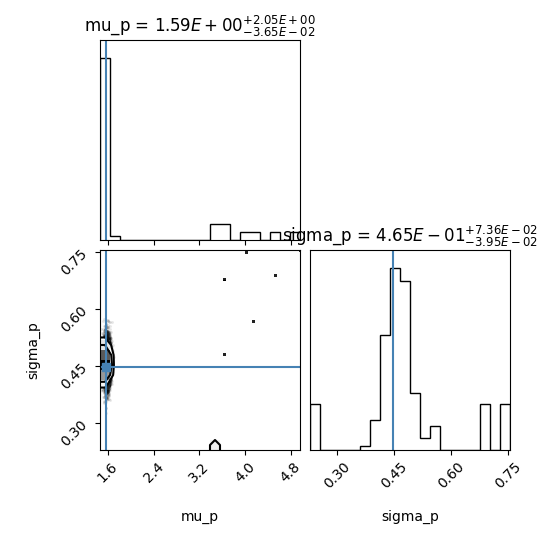 mu_p = 1.59E + 00 +2.05E+00 −3.65E−02
sigma_p = 4.65E − 01 +7.36E−02 −3.95E−02
0.75
0.60
0.45
0.30
sigma_p
1.6 2.4 3.2 4.0 4.8
0.30 0.45 0.60 0.75
mu_p
sigma_p